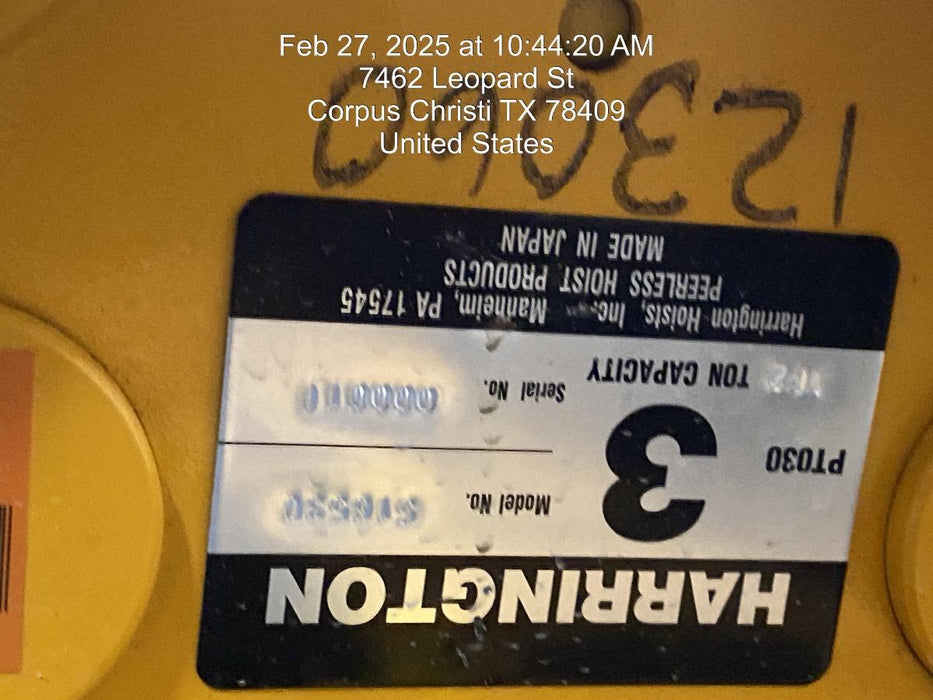 Feb 27, 2025 at 10:44:20 AM
7462 Leopard St
Corpus Christi TX 78409
United States
HARRINGTON
PT030
3
TON CAPACITY
Model No.
Serial No.
Harrington Hoists, Inc. Manheim, PA 17545
PEERLESS HOIST PRODUCTS
MADE IN JAPAN